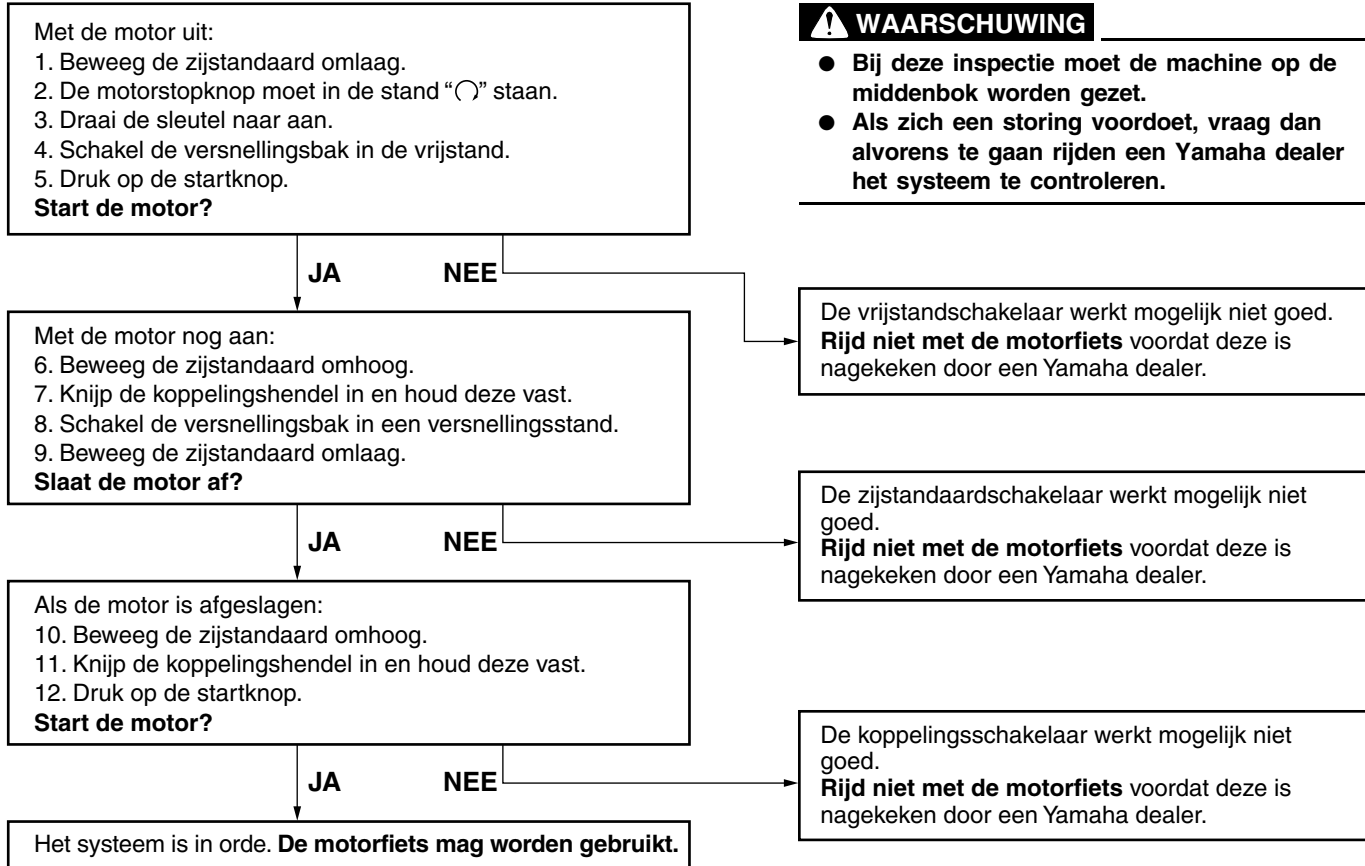 Met de motor uit:
1. Beweeg de zijstandaard omlaag.
2. De motorstopknop moet in de stand “◠” staan.
3. Draai de sleutel naar aan.
4. Schakel de versnellingsbak in de vrijstand.
5. Druk op de startknop.
Start de motor?
WAARSCHUWING
● Bij deze inspectie moet de machine op de
middenbok worden gezet.
● Als zich een storing voordoet, vraag dan
alvorens te gaan rijden een Yamaha dealer
het systeem te controleren.
JA NEE
De vrijstandschakelaar werkt mogelijk niet goed.
Rijd niet met de motorfiets voordat deze is
nagekeken door een Yamaha dealer.
Met de motor nog aan:
6. Beweeg de zijstandaard omhoog.
7. Knijp de koppelingshendel in en houd deze vast.
8. Schakel de versnellingsbak in een versnellingsstand.
9. Beweeg de zijstandaard omlaag.
Slaat de motor af?
JA NEE
De zijstandaardschakelaar werkt mogelijk niet
goed.
Rijd niet met de motorfiets voordat deze is
nagekeken door een Yamaha dealer.
Als de motor is afgeslagen:
10. Beweeg de zijstandaard omhoog.
11. Knijp de koppelingshendel in en houd deze vast.
12. Druk op de startknop.
Start de motor?
JA NEE
De koppelingsschakelaar werkt mogelijk niet
goed.
Rijd niet met de motorfiets voordat deze is
nagekeken door een Yamaha dealer.
Het systeem is in orde. De motorfiets mag worden gebruikt.